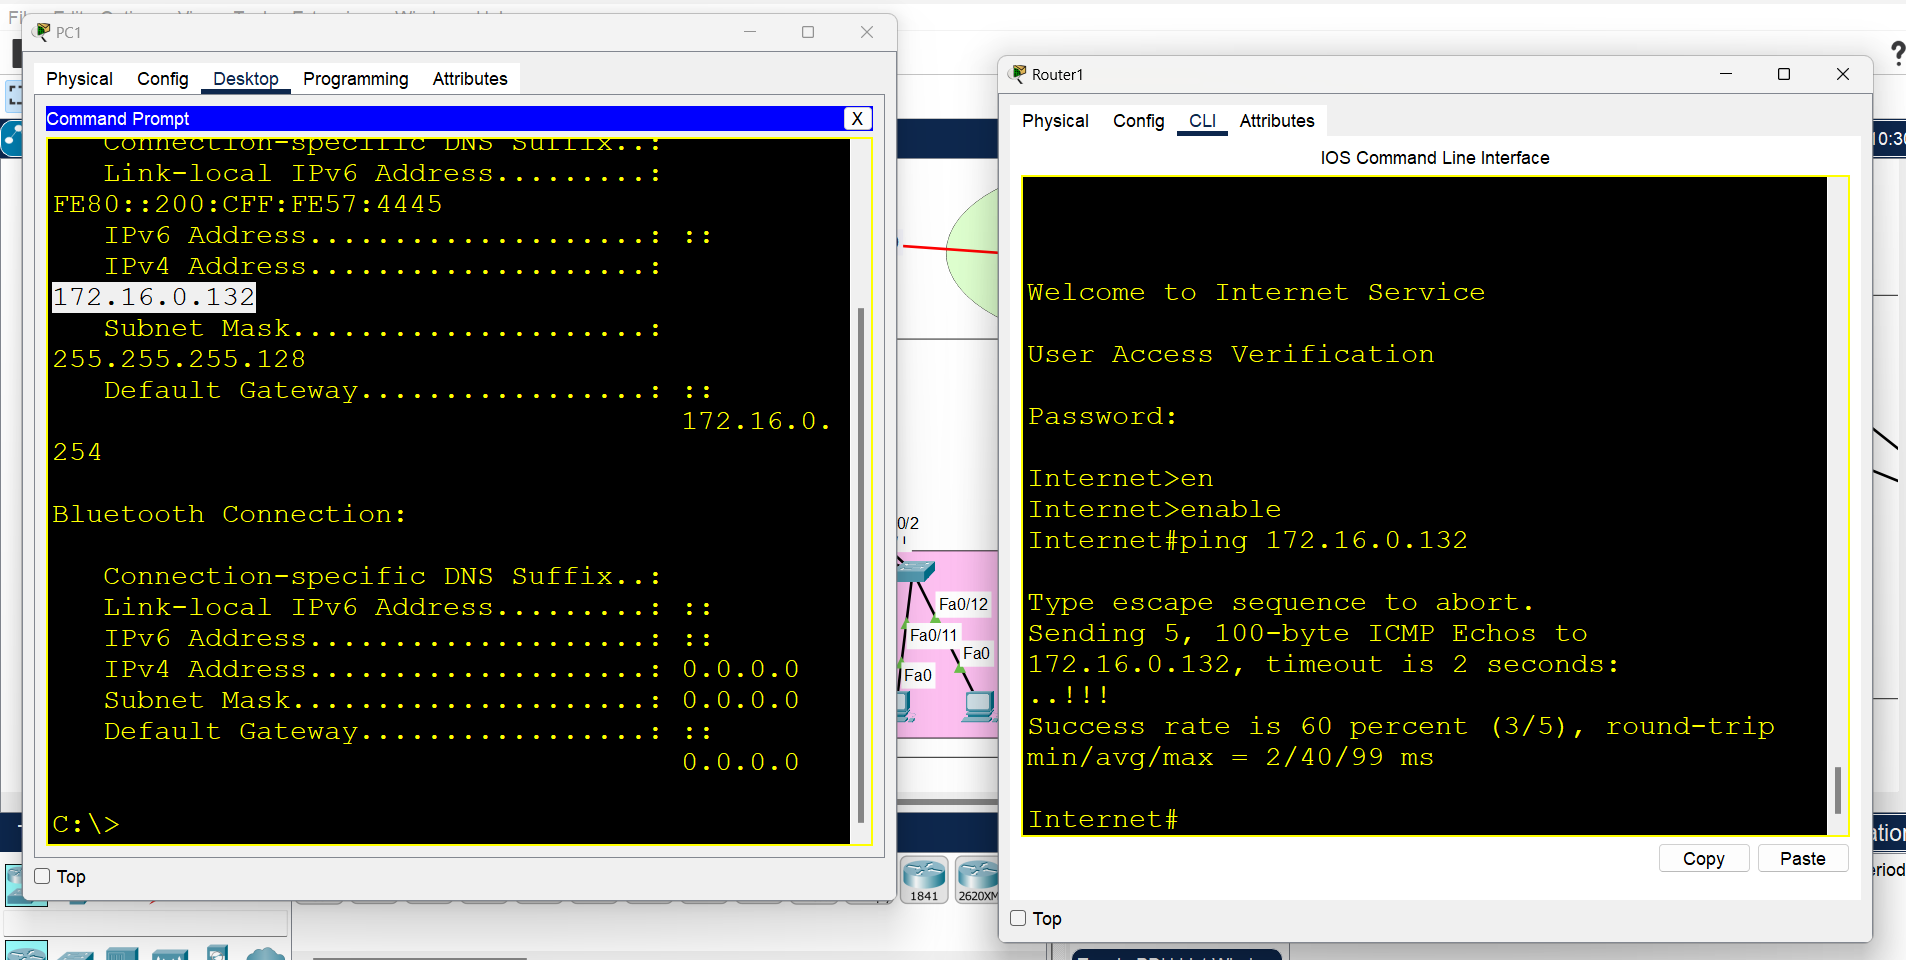 PC1
Physical Config Desktop Programming Attributes
Command Prompt X
Connection-specific DNS Suffix..:
Link-local IPv6 Address.........:
FE80::200:CFF:FE57:4445
IPv6 Address....................: ::
IPv4 Address....................:
172.16.0.132
Subnet Mask.....................:
255.255.255.128
Default Gateway.................: ::
172.16.0.
254
Bluetooth Connection:
Connection-specific DNS Suffix..:
Link-local IPv6 Address.........: ::
IPv6 Address....................: ::
IPv4 Address....................: 0.0.0.0
Subnet Mask.....................: 0.0.0.0
Default Gateway.................: ::
0.0.0.0
C:\>
Top
0/2
Fa0/12
Fa0/11
Fa0
Fa0
1841
2620XM
Router1
Physical Config CLI Attributes
IOS Command Line Interface
Welcome to Internet Service
User Access Verification
Password:
Internet>en
Internet>enable
Internet#ping 172.16.0.132
Type escape sequence to abort.
Sending 5, 100-byte ICMP Echos to
172.16.0.132, timeout is 2 seconds:
..!!!
Success rate is 60 percent (3/5), round-trip
min/avg/max = 2/40/99 ms
Internet#
Copy Paste
Top
?